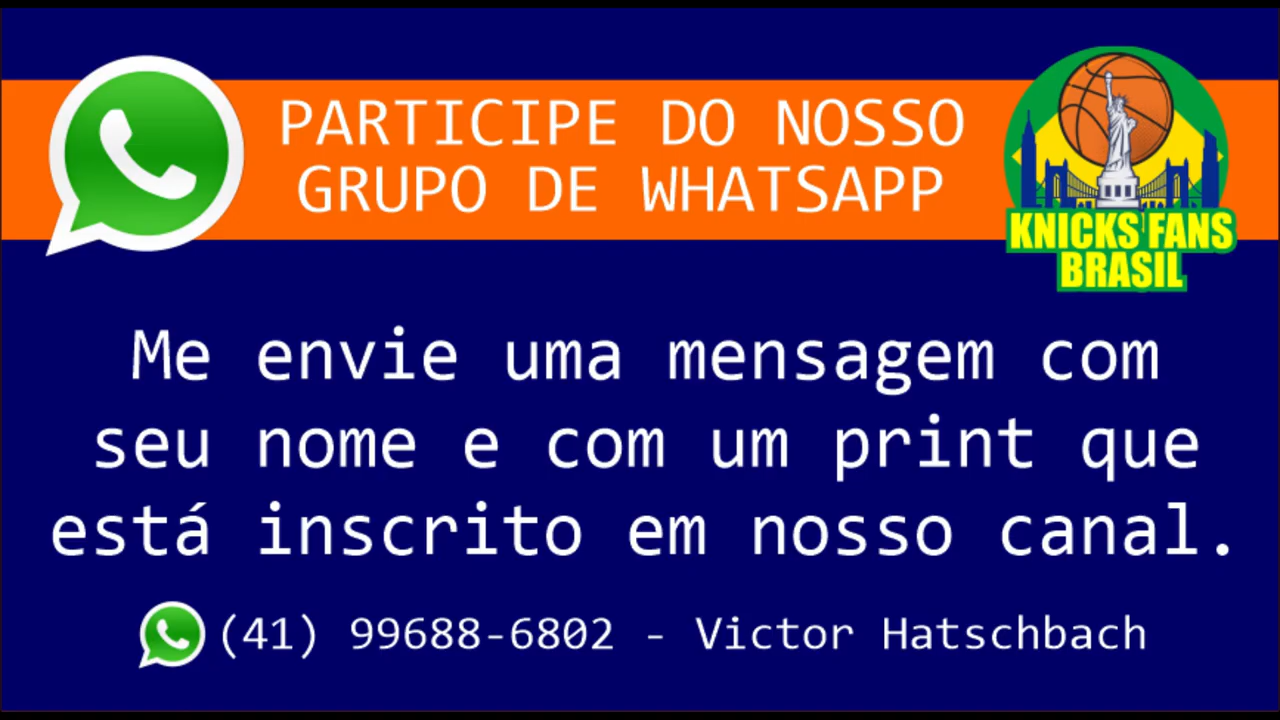 PARTICIPE DO NOSSO
GRUPO DE WHATSAPP
KNICKS FANS
BRASIL
Me envie uma mensagem com
seu nome e com um print que
está inscrito em nosso canal.
(41) 99688-6802 - Victor Hatschbach